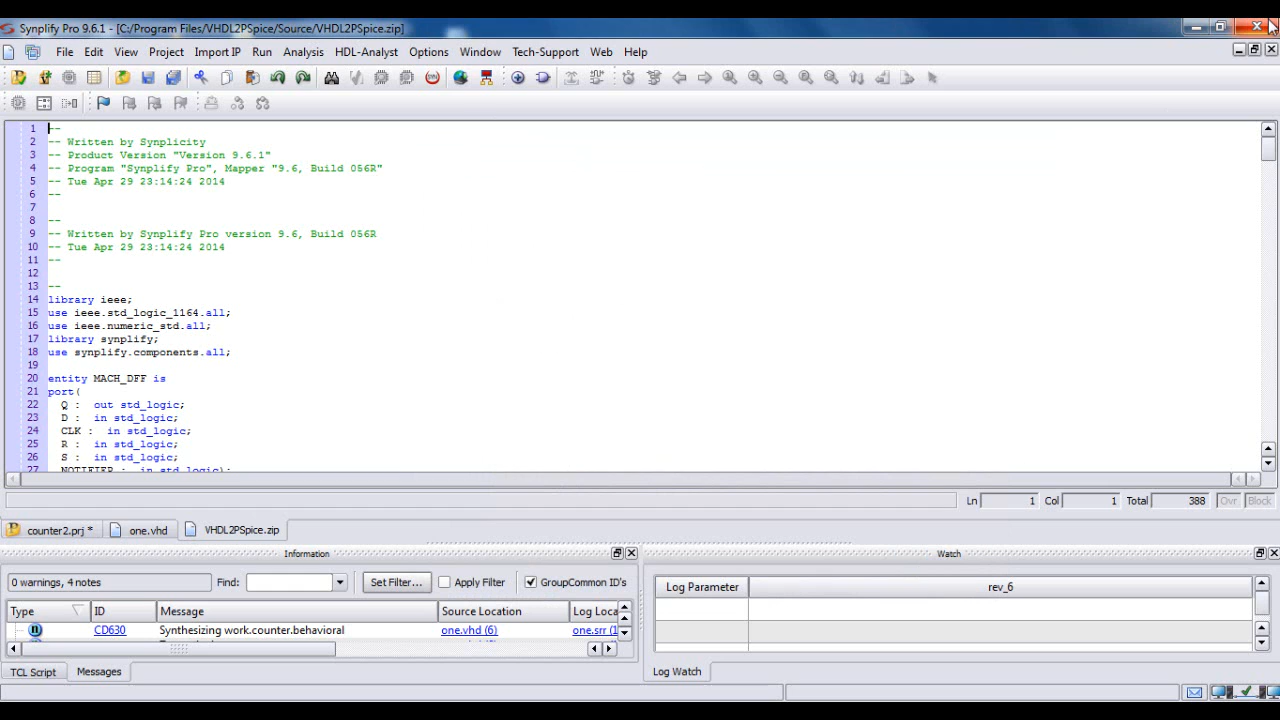 Synplify Pro 9.6.1 - [C:/Program Files/VHDL2PSpice/Source/VHDL2PSpice.zip]
File Edit View Project Import IP Run Analysis HDL-Analyst Options Window Tech-Support Web Help
1 --
2 -- Written by Synplicity
3 -- Product Version "Version 9.6.1"
4 -- Program "Synplify Pro", Mapper "9.6, Build 056R"
5 -- Tue Apr 29 23:14:24 2014
6 --
7
8 --
9 -- Written by Synplify Pro version 9.6, Build 056R
10 -- Tue Apr 29 23:14:24 2014
11 --
12
13 --
14 library ieee;
15 use ieee.std_logic_1164.all;
16 use ieee.numeric_std.all;
17 library synplify;
18 use synplify.components.all;
19
20 entity MACH_DFF is
21 port(
22 Q : out std_logic;
23 D : in std_logic;
24 CLK : in std_logic;
25 R : in std_logic;
26 S : in std_logic;
27 NOTIFIER : in std_logic);
Ln 1 Col 1 Total 388 Ovr Block
counter2.prj * one.vhd VHDL2PSpice.zip
Information
0 warnings, 4 notes Find: Set Filter... Apply Filter GroupCommon ID's
Type ID Message Source Location Log Loca
n CD630 Synthesizing work.counter.behavioral one.vhd (6) one.srr (1
TCL Script Messages
Watch
Log Parameter rev_6
Log Watch